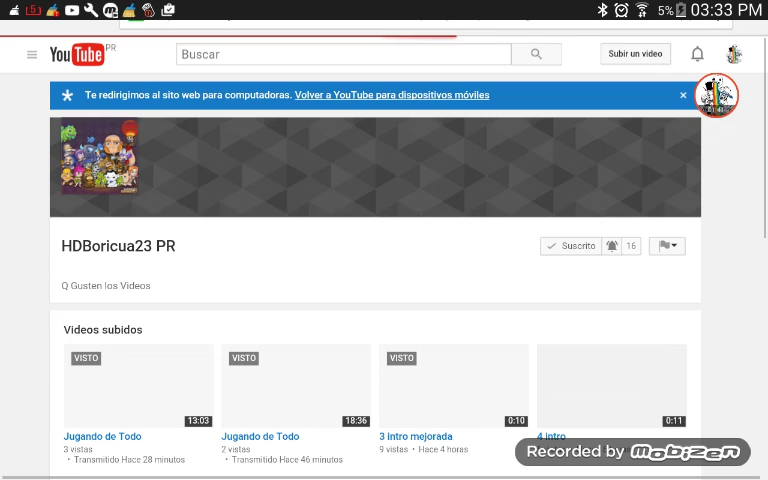 5
5%
03:33 PM
YouTube PR
Buscar
Subir un video
Te redirigimos al sito web para computadoras. Volver a YouTube para dispositivos móviles
×
HDBoricua23 PR
Suscrito
16
Q Gusten los Videos
Videos subidos
VISTO
13:03
Jugando de Todo
3 vistas
• Transmitido Hace 28 minutos
VISTO
18:36
Jugando de Todo
2 vistas
• Transmitido Hace 46 minutos
VISTO
0:10
3 intro mejorada
9 vistas • Hace 4 horas
0:11
4 intro
Recorded by mobizen